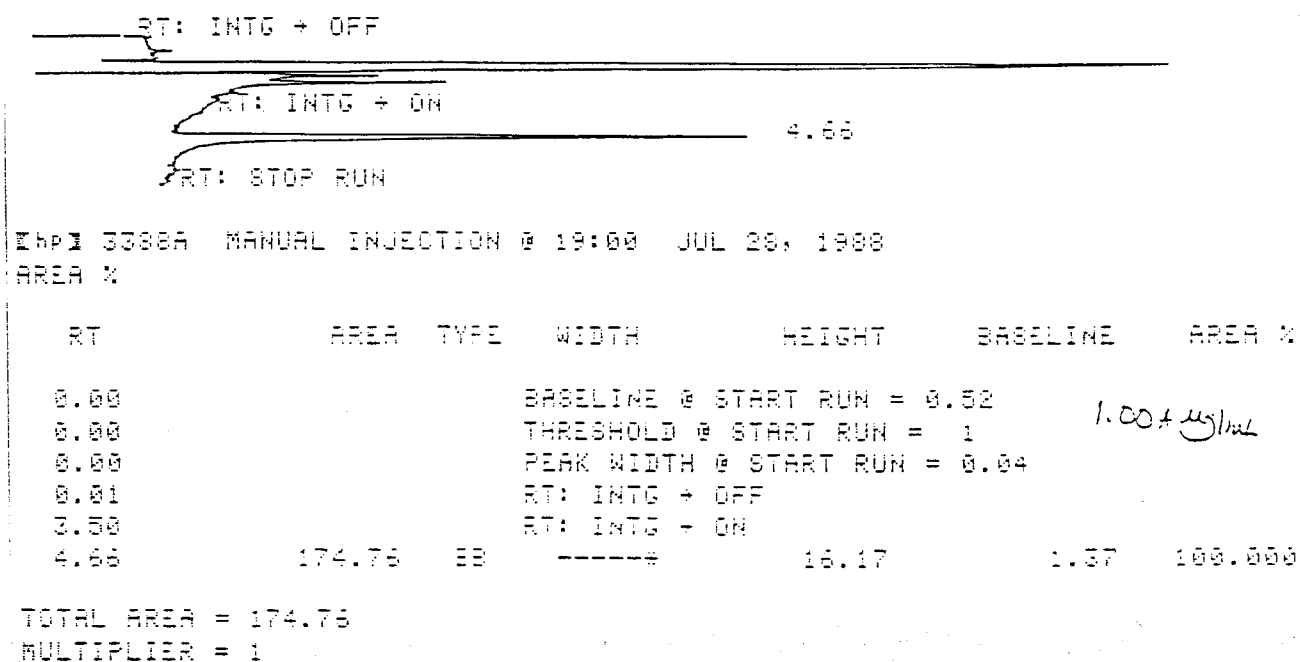 RT: INTG → OFF
RT: INTG → ON
4.66
RT: STOP RUN
[hp] 3388A MANUAL INJECTION @ 19:00 JUL 28, 1988
AREA %
RT AREA TYPE WIDTH HEIGHT BASELINE AREA %
0.00 BASELINE @ START RUN = 0.52
0.00 THRESHOLD @ START RUN = 1
0.00 PEAK WIDTH @ START RUN = 0.04
0.01 RT: INTG → OFF
3.50 RT: INTG → ON
4.66 174.76 BB -----+ 16.17 1.37 100.000
µg/mL
TOTAL AREA = 174.76
MULTIPLIER = 1